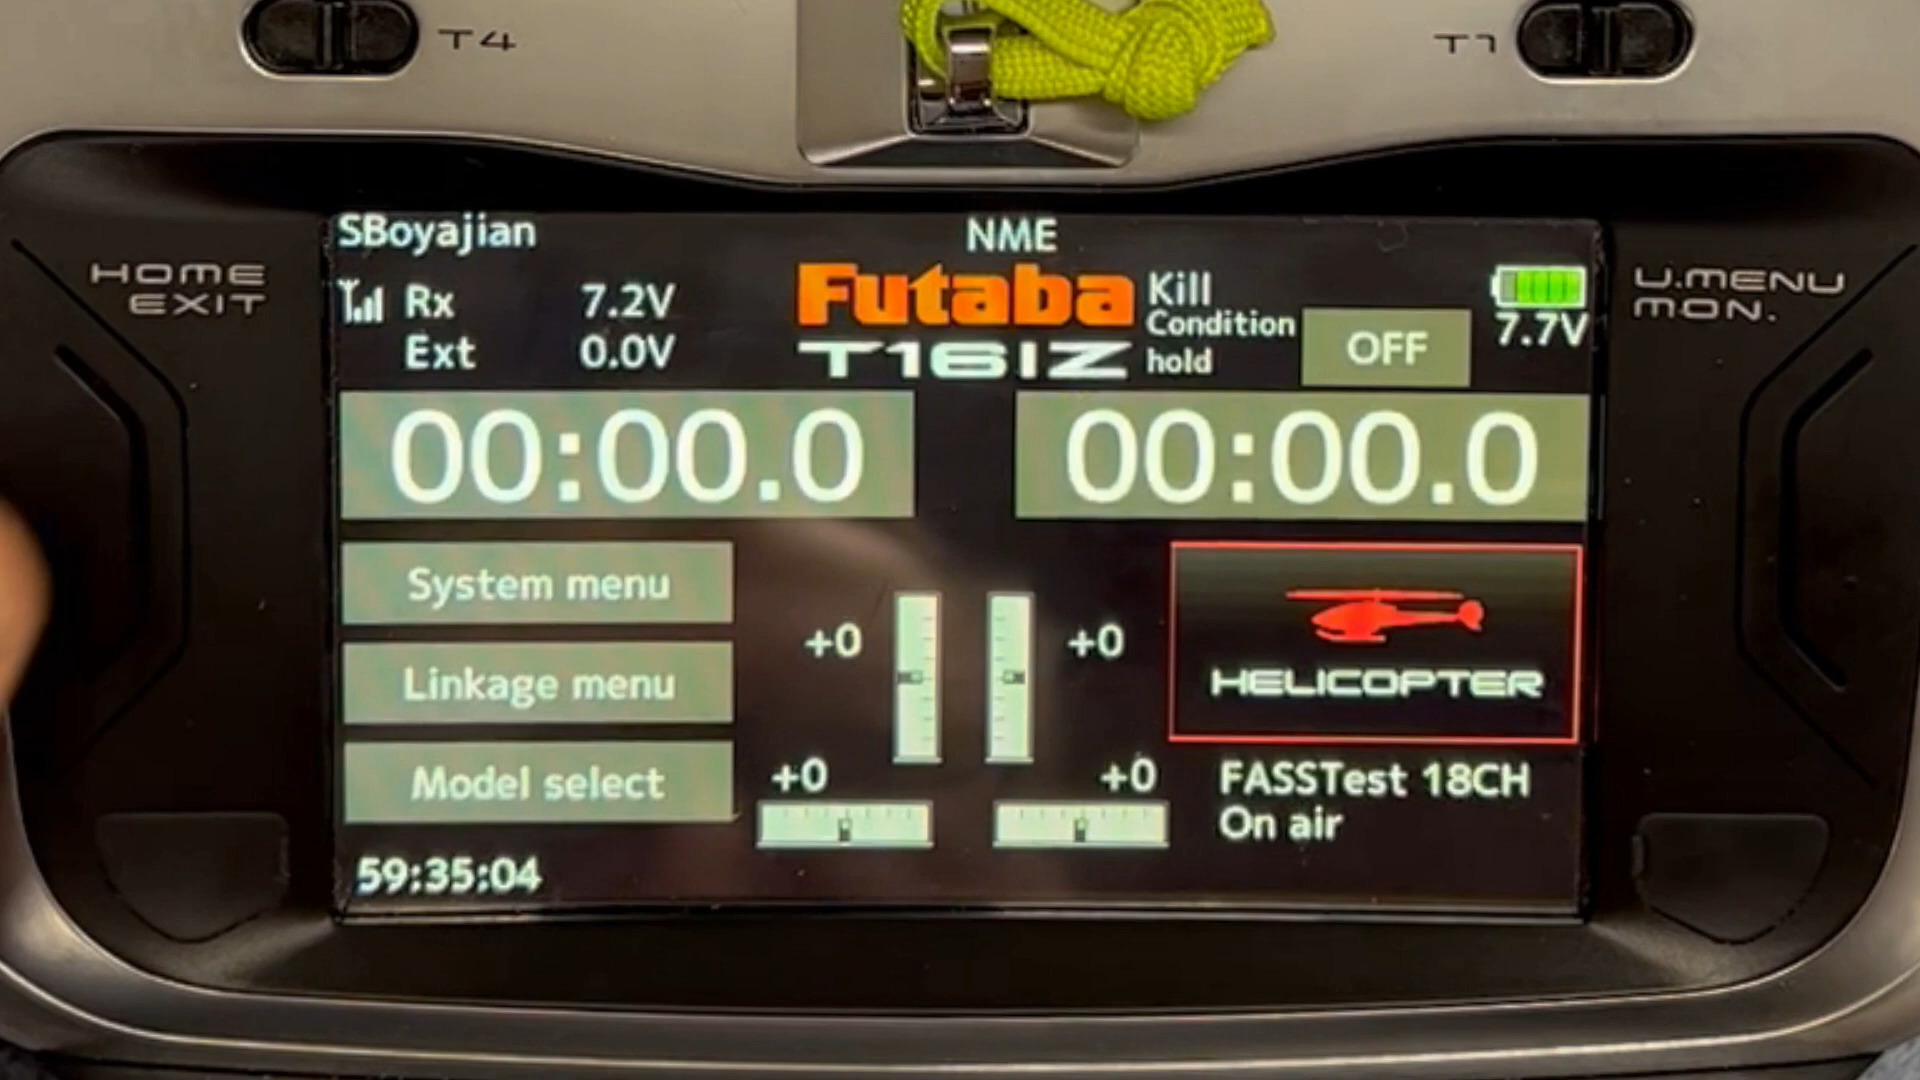 T4
T1
SBoyajian
NME
HOME
EXIT
U.MENU
MON.
Rx 7.2V
Ext 0.0V
Futaba
T16IZ
Kill
Condition
hold
OFF
7.7V
00:00.0
00:00.0
System menu
Linkage menu
Model select
+0
+0
+0
+0
HELICOPTER
FASSTest 18CH
On air
59:35:04